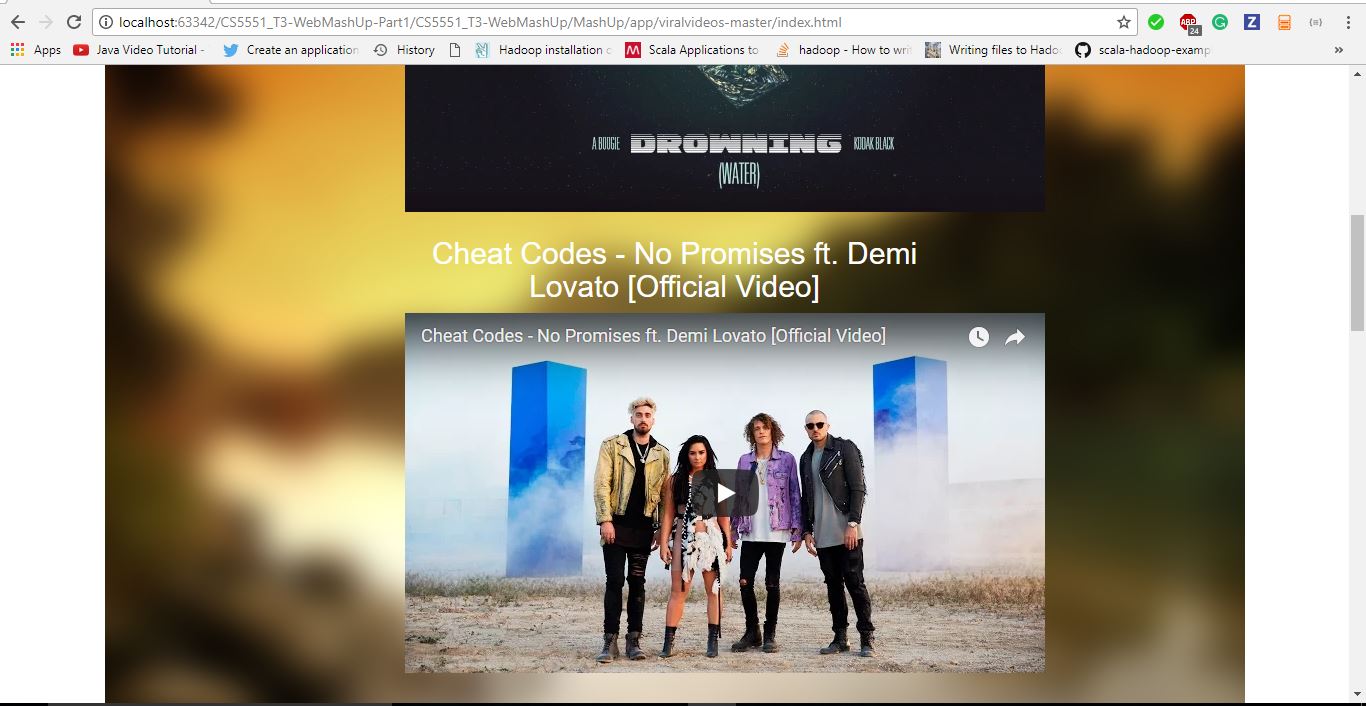 localhost:63342/CS5551_T3-WebMashUp-Part1/CS5551_T3-WebMashUp/MashUp/app/viralvideos-master/index.html
ABP
24
G
Z
Apps
Java Video Tutorial -
Create an application
History
Hadoop installation
M
Scala Applications to
hadoop - How to wri
Writing files to Hado
scala-hadoop-examp
»
A BOOGIE
DROWNING
KODAK BLACK
(WATER)
Cheat Codes - No Promises ft. Demi
Lovato [Official Video]
Cheat Codes - No Promises ft. Demi Lovato [Official Video]